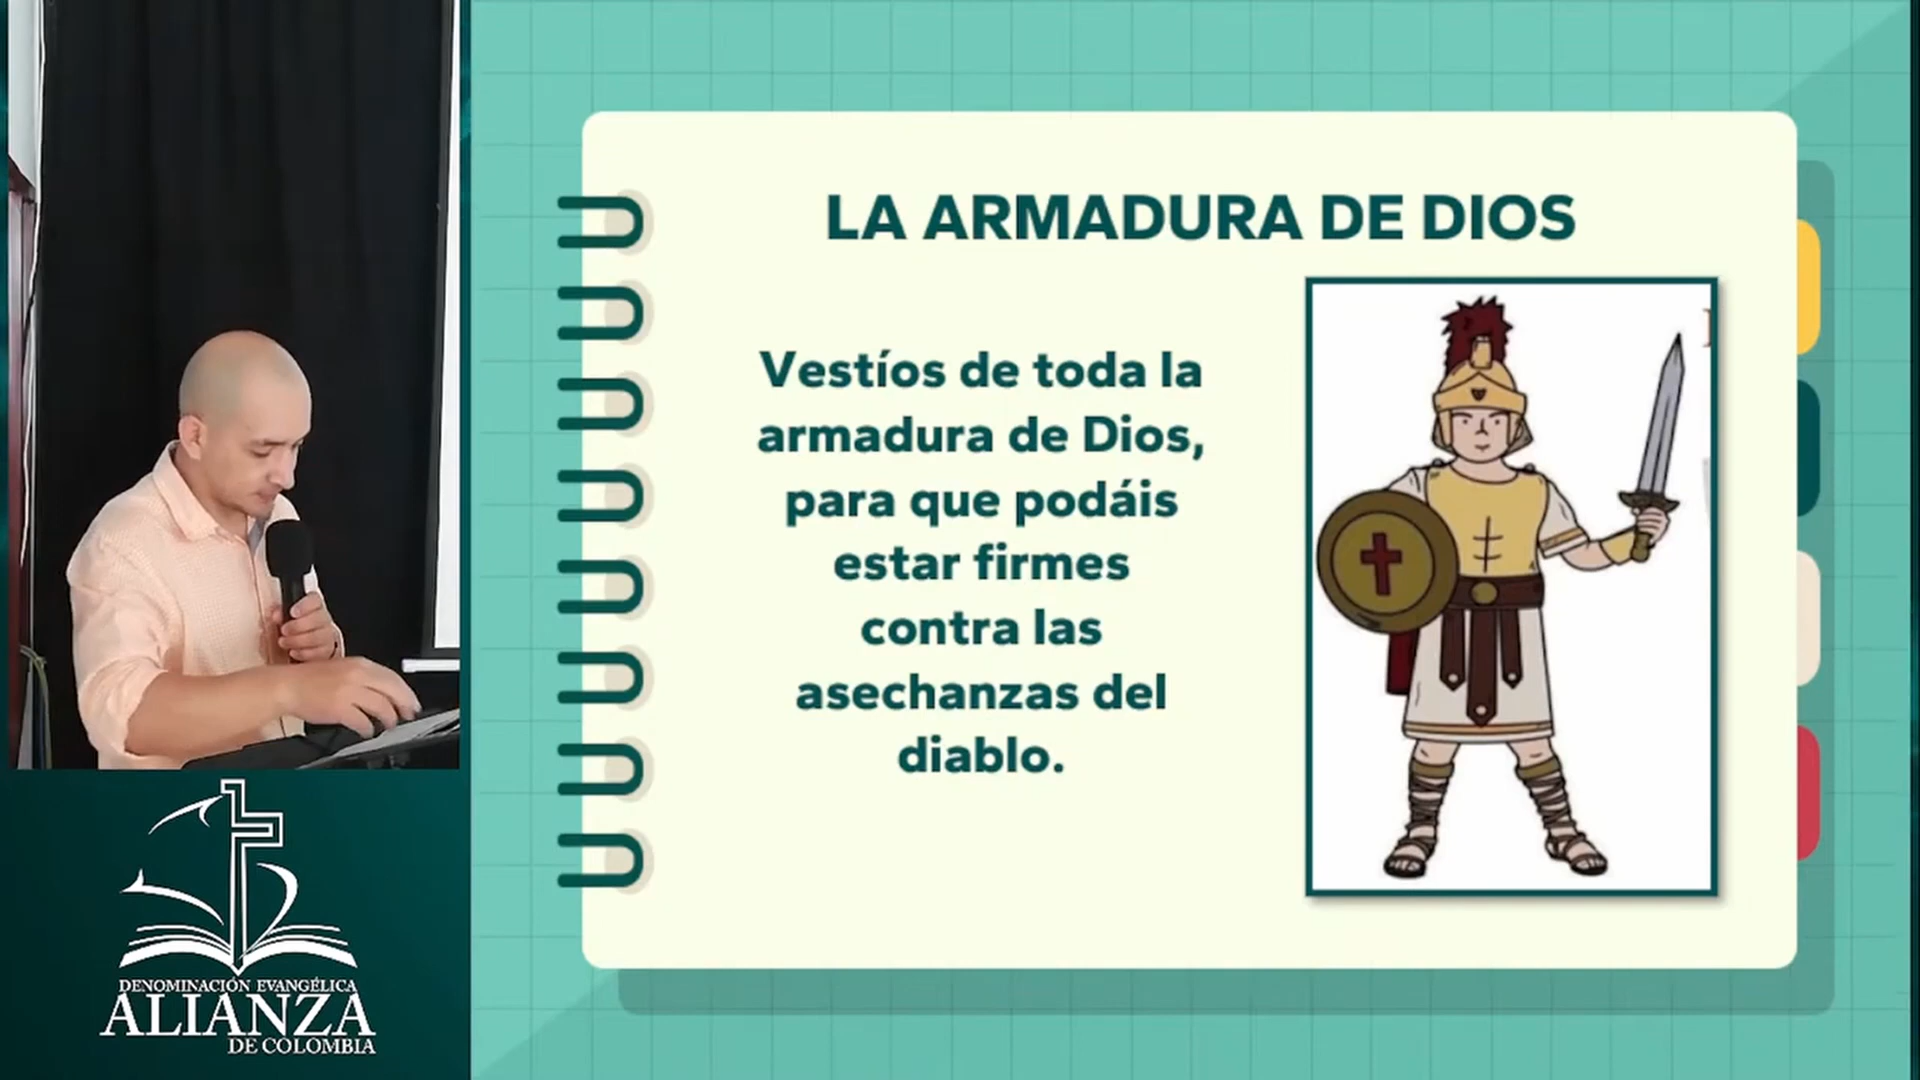 LA ARMADURA DE DIOS
Vestíos de toda la
armadura de Dios,
para que podáis
estar firmes
contra las
asechanzas del
diablo.
DENOMINACIÓN EVANGÉLICA
ALIANZA
DE COLOMBIA